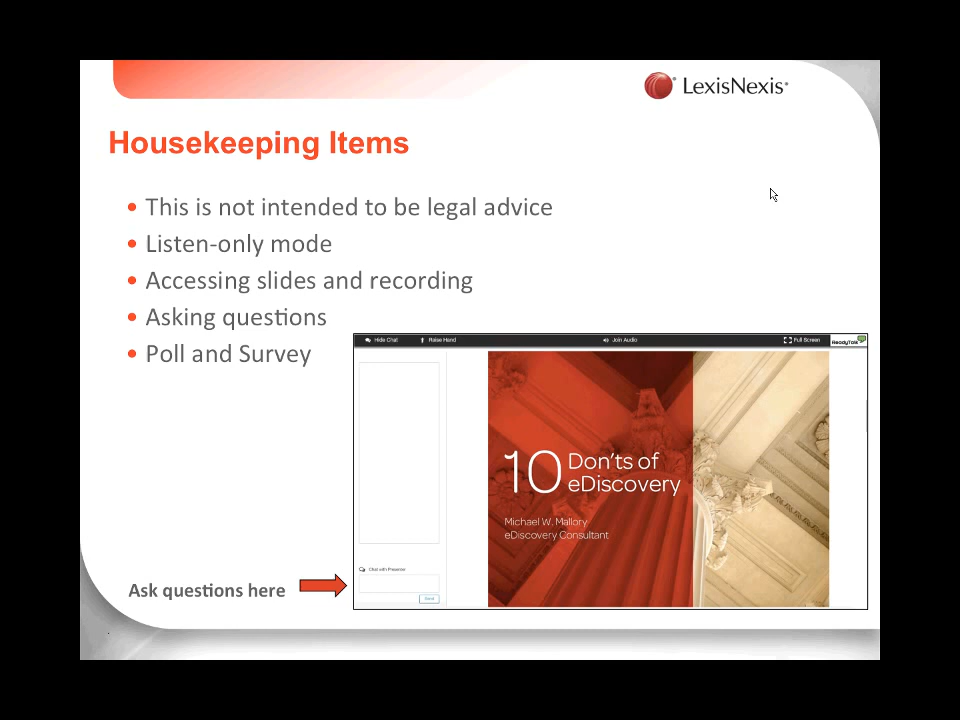 LexisNexis®
Housekeeping Items
• This is not intended to be legal advice
• Listen-only mode
• Accessing slides and recording
• Asking questions
• Poll and Survey
Hide Chat Raise Hand Join Audio Full Screen ReadyTalk
10 Don'ts of
eDiscovery
Michael W. Mallory
eDiscovery Consultant
Chat with Presenter
Send
Ask questions here